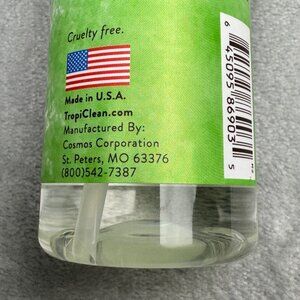 Cruelty free.
Made in U.S.A.
TropiClean.com
Manufactured By:
Cosmos Corporation
St. Peters, MO 63376
(800)542-7387
6 45095 86903 5